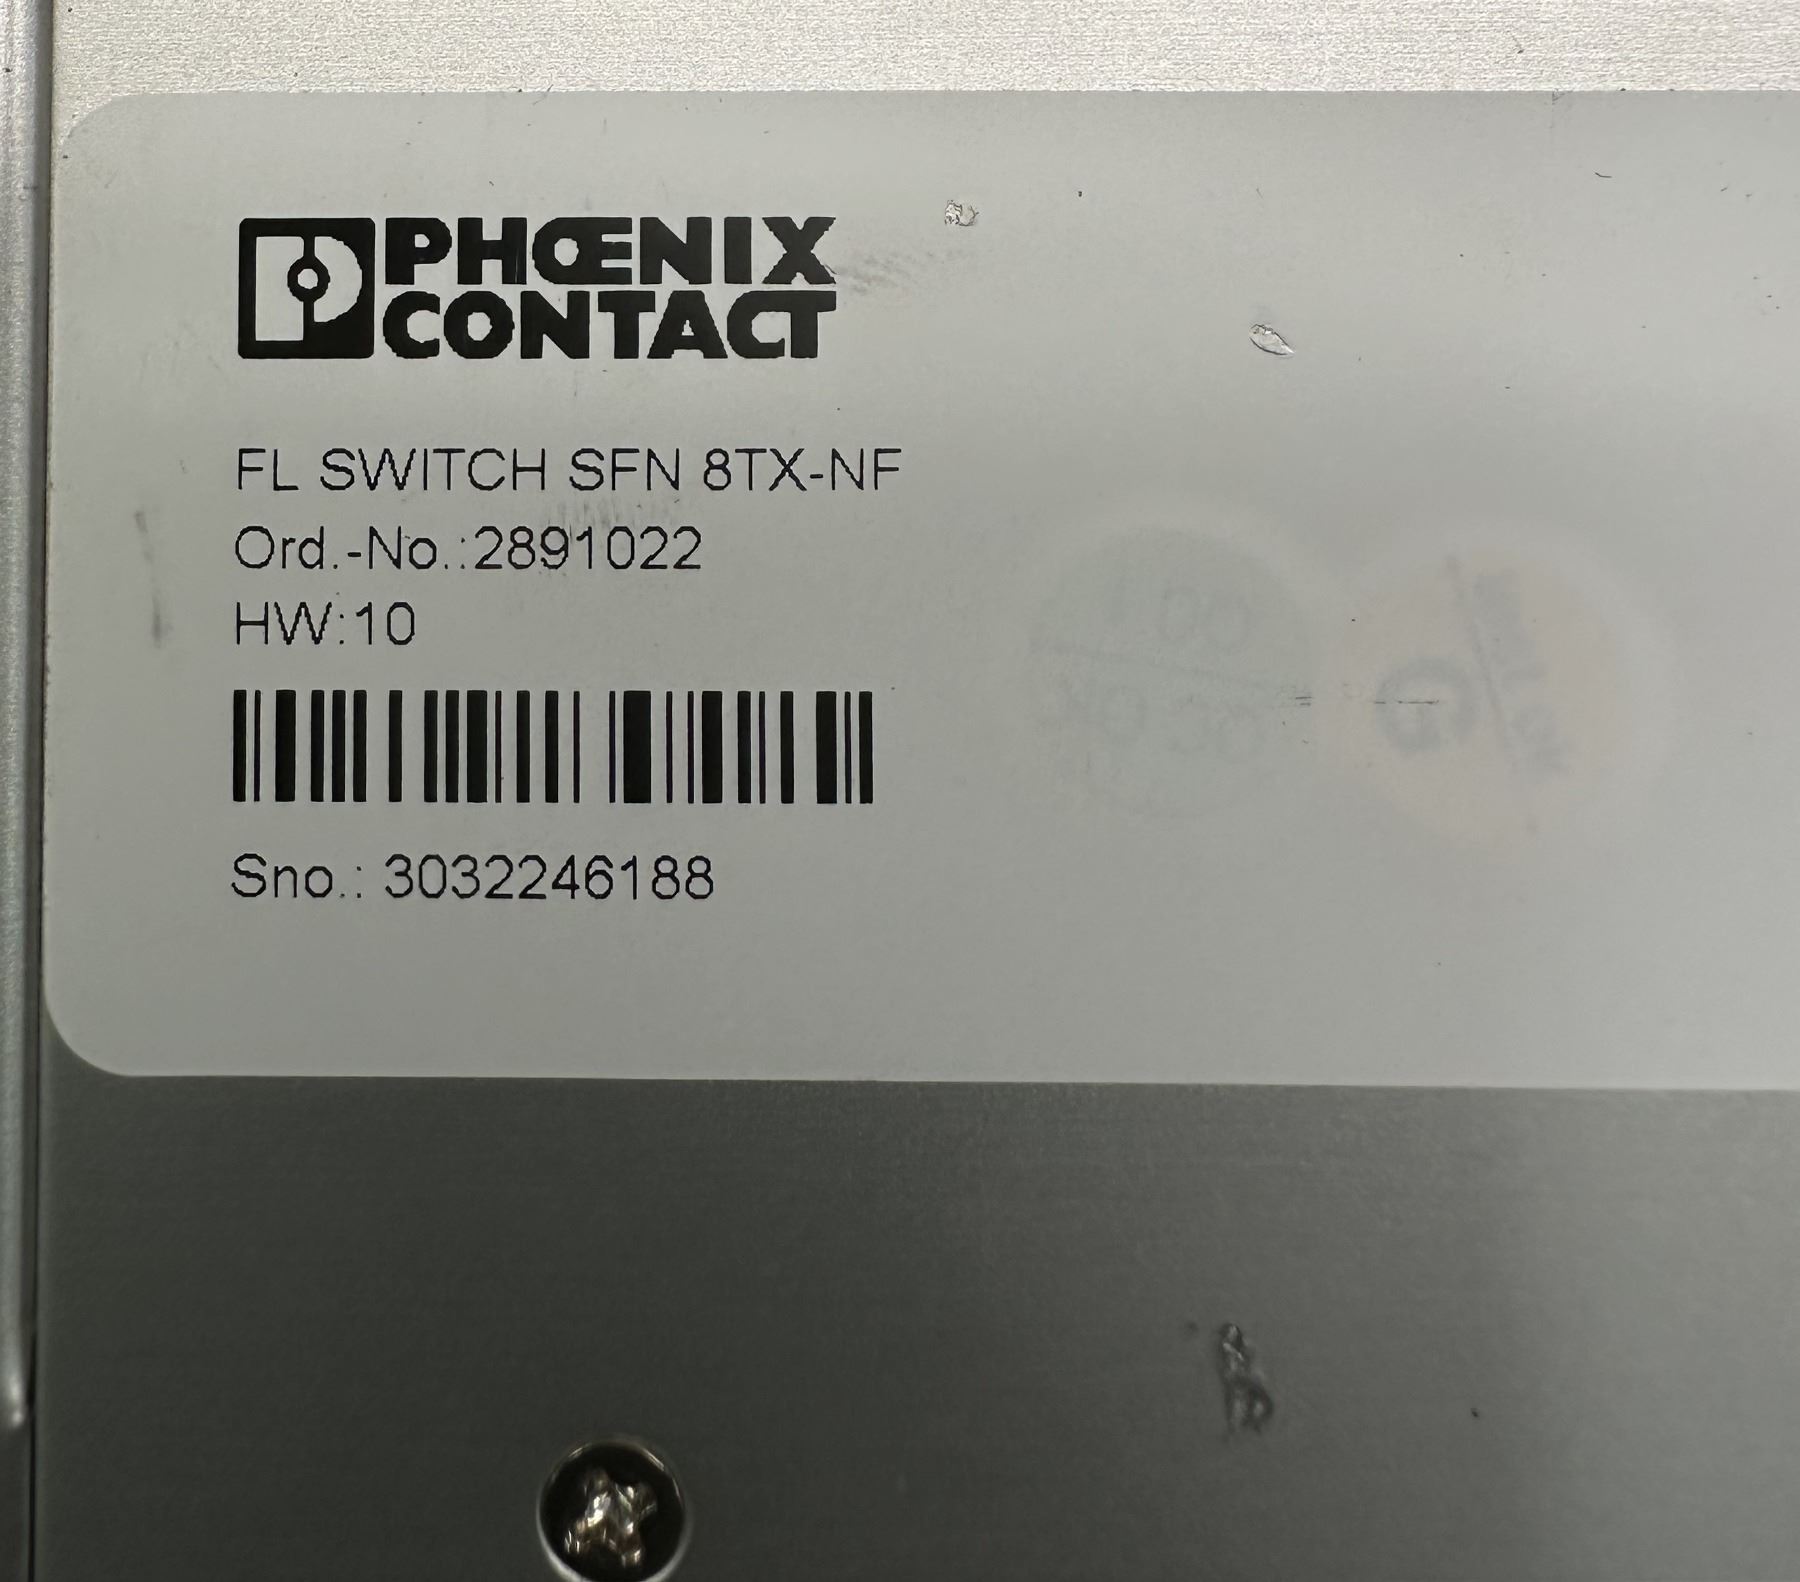 PHŒNIX
CONTACT
FL SWITCH SFN 8TX-NF
Ord.-No.:2891022
HW:10
Sno.: 3032246188